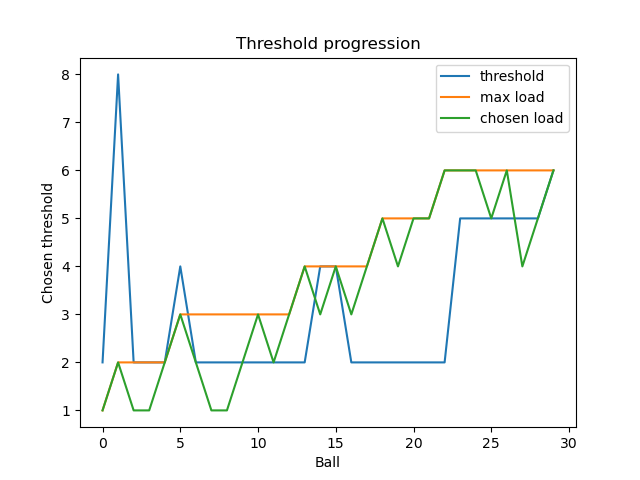 Threshold progression
threshold
max load
chosen load
Chosen threshold
8
7
6
5
4
3
2
1
0
5
10
15
20
25
30
Ball